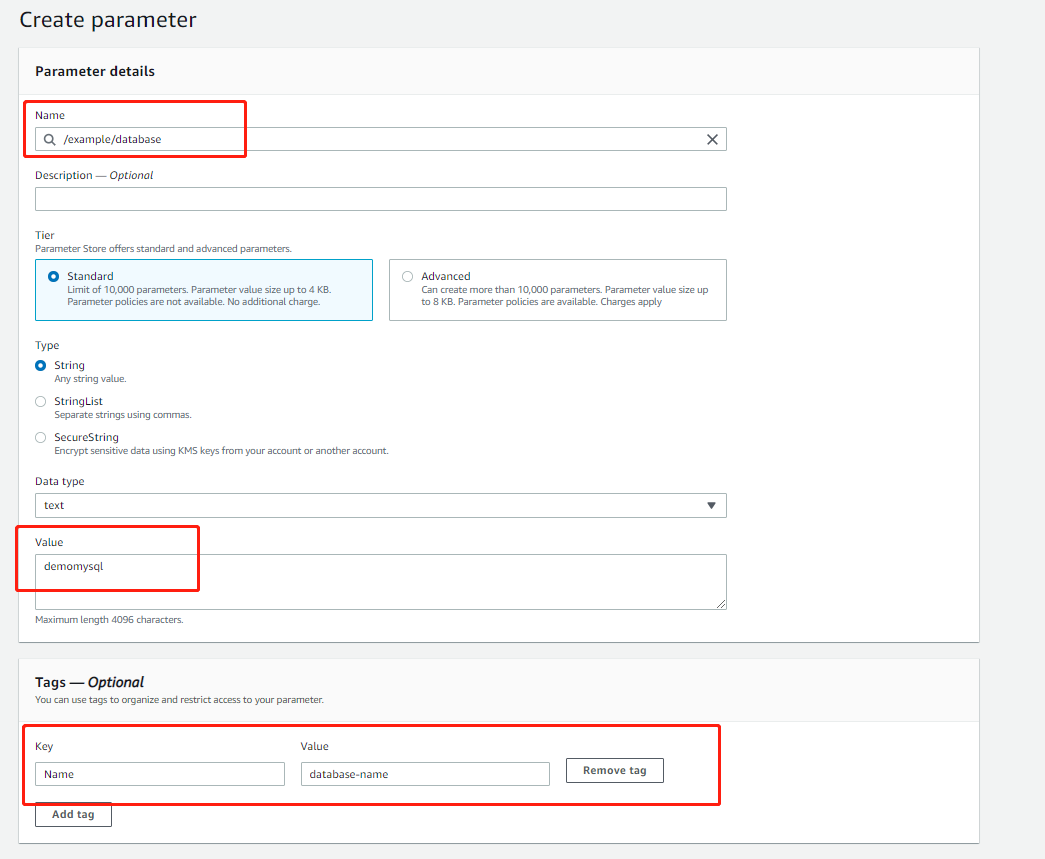 Create parameter
Parameter details
Name
/example/database
Description — Optional
Tier
Parameter Store offers standard and advanced parameters.
Standard
Limit of 10,000 parameters. Parameter value size up to 4 KB.
Parameter policies are not available. No additional charge.
Advanced
Can create more than 10,000 parameters. Parameter value size up
to 8 KB. Parameter policies are available. Charges apply
Type
String
Any string value.
StringList
Separate strings using commas.
SecureString
Encrypt sensitive data using KMS keys from your account or another account.
Data type
text
Value
demomysql
Maximum length 4096 characters.
Tags — Optional
You can use tags to organize and restrict access to your parameter.
Key
Value
Name
database-name
Remove tag
Add tag